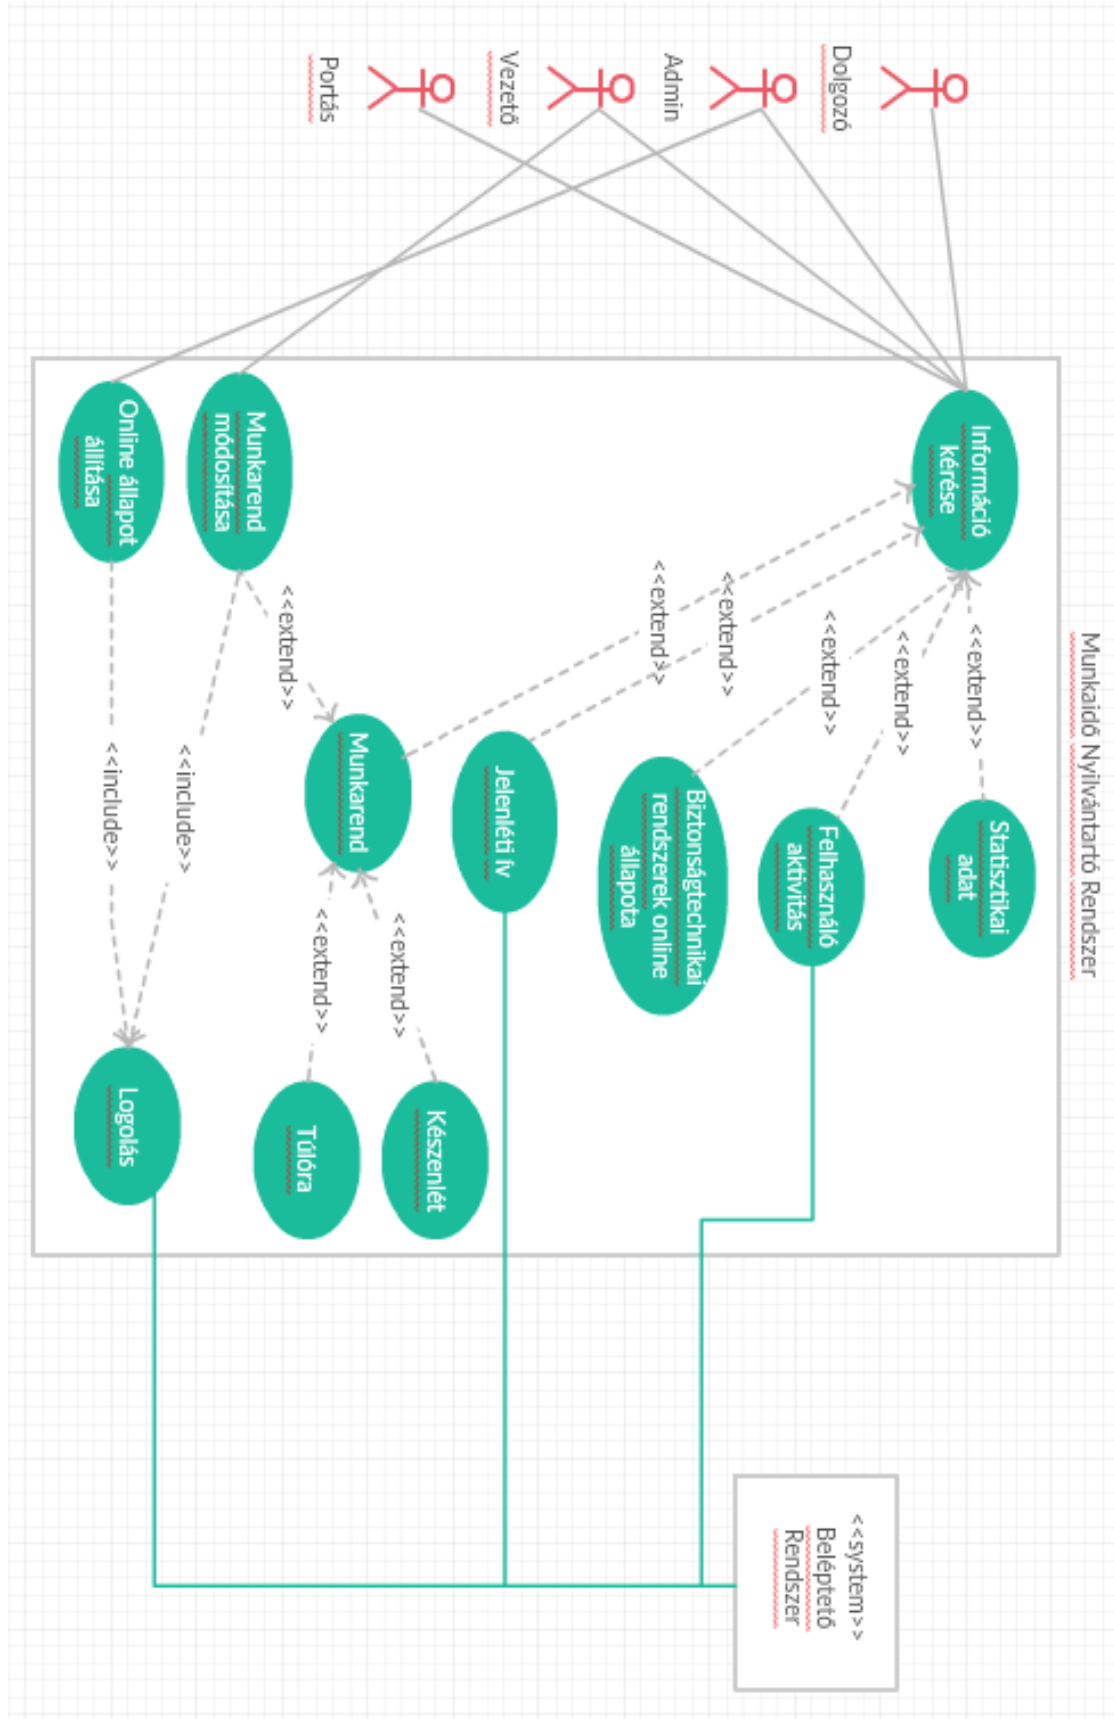 Munkaidő Nyilvántartó Rendszer
Dolgozó
Admin
Vezető
Portás
Információ
kérése
<<extend>>
Statisztikai
adat
<<extend>>
Felhasználó
aktivitás
<<extend>>
Biztonságtechnikai
rendszerek online
állapota
<<extend>>
Jelenléti ív
<<extend>>
Munkarend
<<extend>>
Készenlét
<<extend>>
Túlóra
Munkarend
módosítása
<<extend>>
<<include>>
Online állapot
állítása
<<include>>
Logolás
<<system>>
Beléptető
Rendszer